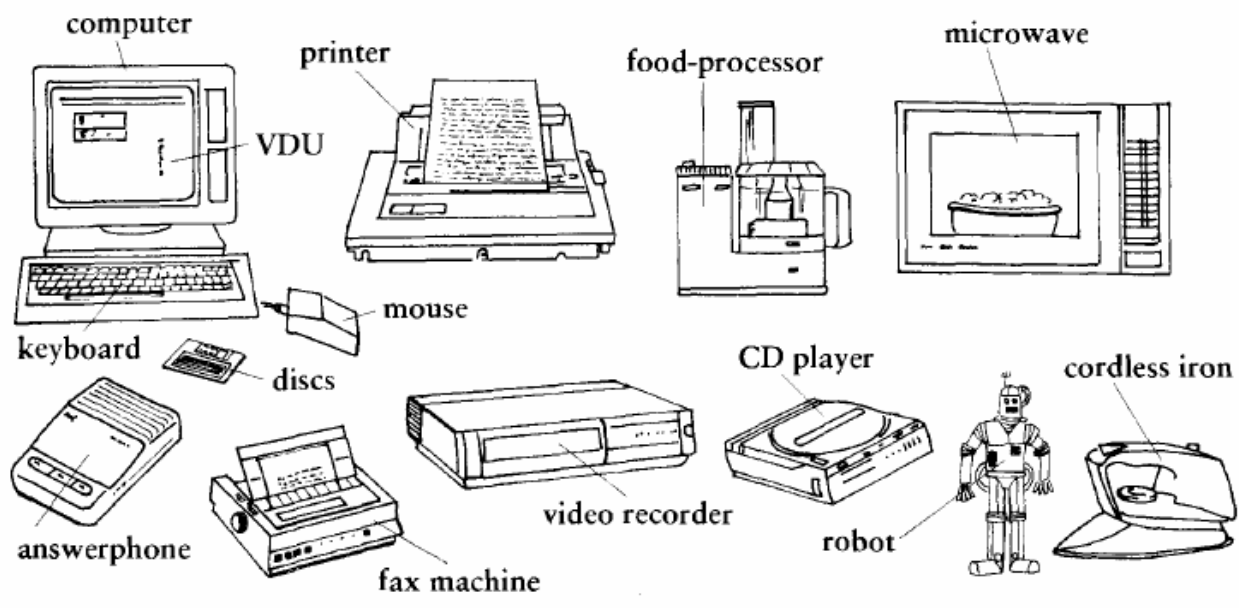 computer
printer
food-processor
microwave
VDU
mouse
keyboard
discs
CD player
cordless iron
answerphone
fax machine
video recorder
robot